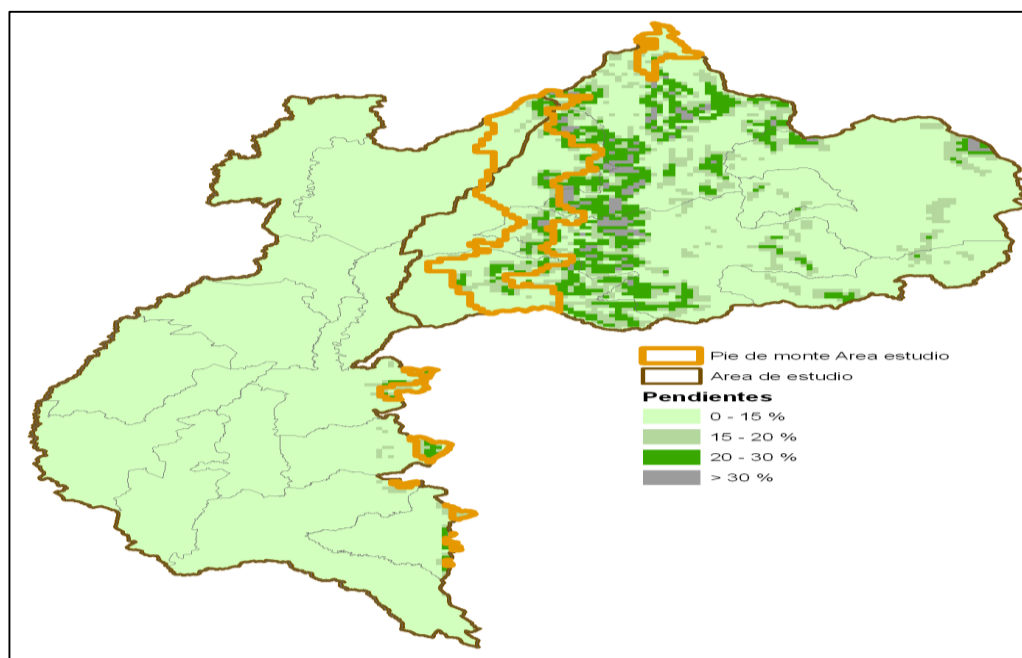 Pie de monte Area estudio
Area de estudio
Pendientes
0 - 15 %
15 - 20 %
20 - 30 %
> 30 %